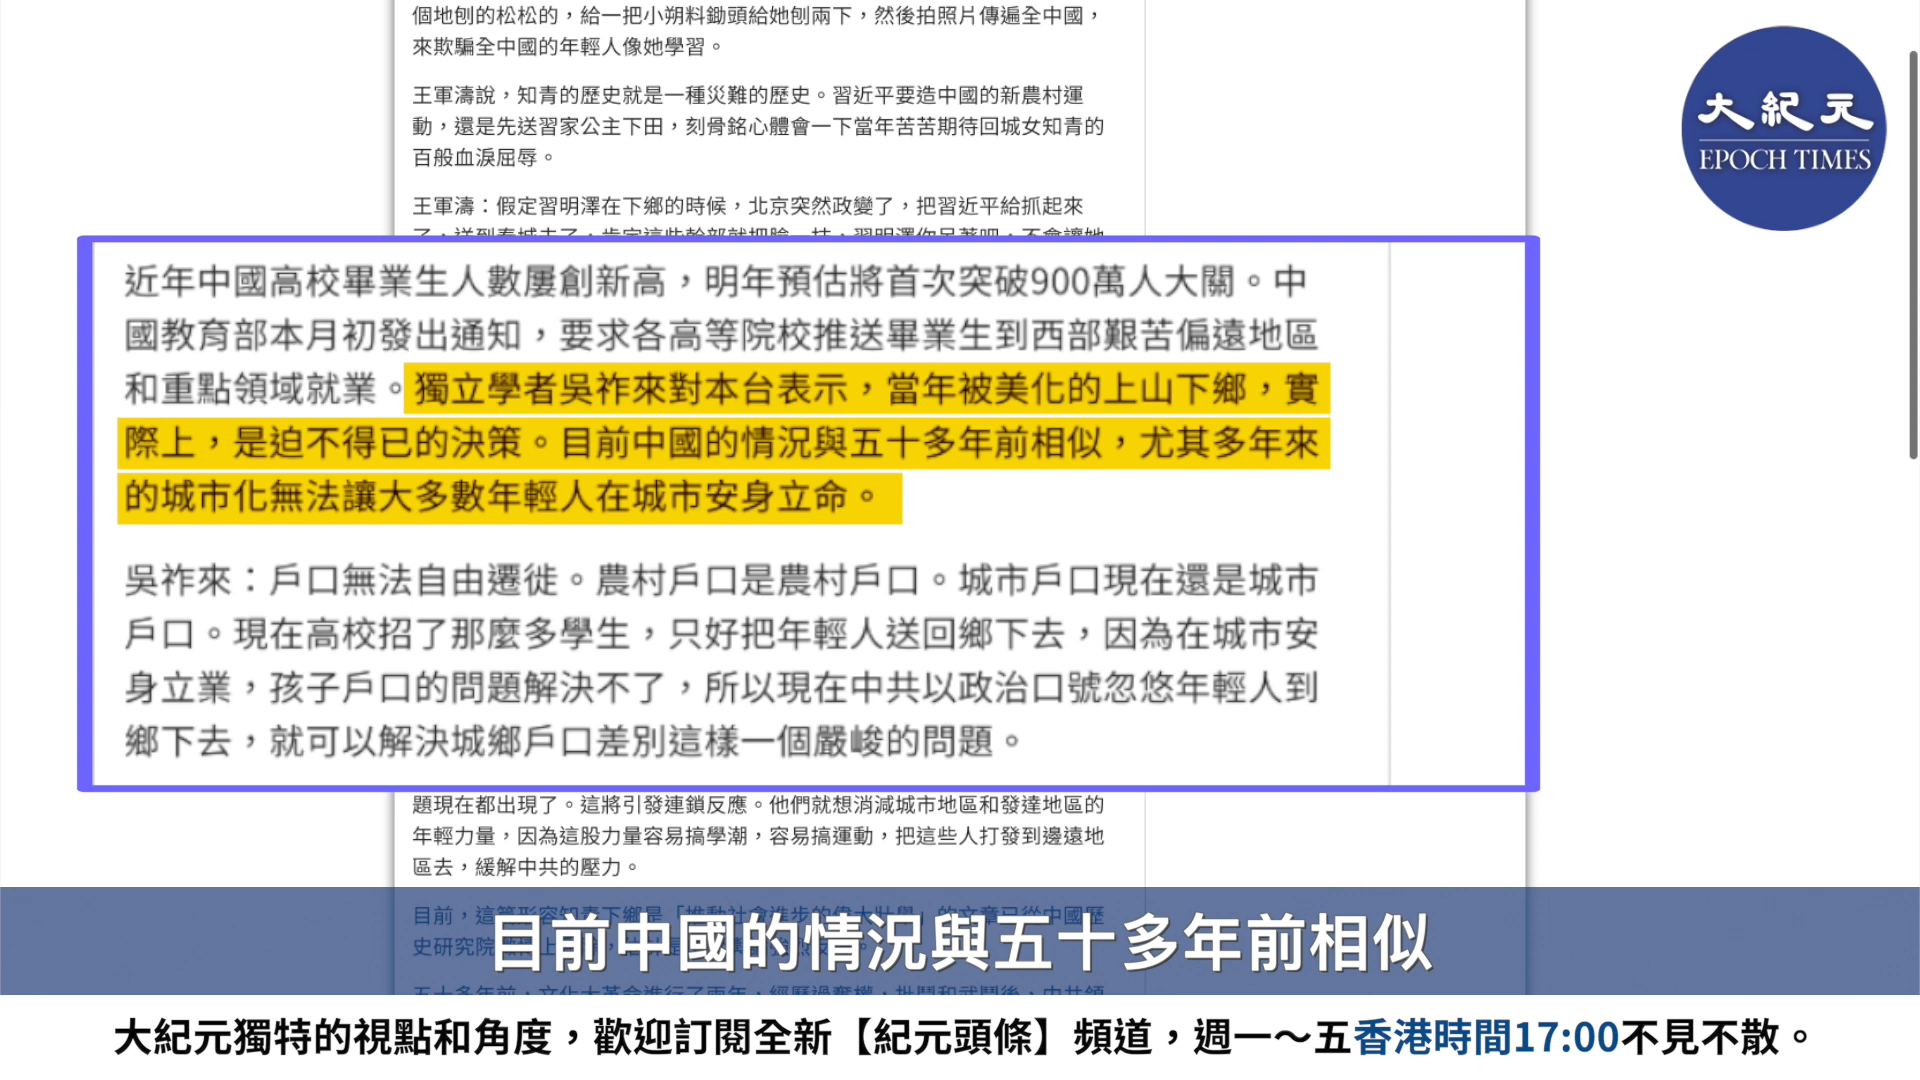 個地刨的松松的，給一把小朔料鋤頭給她刨兩下，然後拍照片傳遍全中國，
來欺騙全中國的年輕人像她學習。
王軍濤說，知青的歷史就是一種災難的歷史。習近平要造中國的新農村運
動，還是先送習家公主下田，刻骨銘心體會一下當年苦苦期待回城女知青的
百般血淚屈辱。
王軍濤：假定習明澤在下鄉的時候，北京突然政變了，把習近平給抓起來
大紀元
EPOCH TIMES
近年中國高校畢業生人數屢創新高，明年預估將首次突破900萬人大關。中
國教育部本月初發出通知，要求各高等院校推送畢業生到西部艱苦偏遠地區
和重點領域就業。獨立學者吳祚來對本台表示，當年被美化的上山下鄉，實
際上，是迫不得已的決策。目前中國的情況與五十多年前相似，尤其多年來
的城市化無法讓大多數年輕人在城市安身立命。
吳祚來：戶口無法自由遷徙。農村戶口是農村戶口。城市戶口現在還是城市
戶口。現在高校招了那麼多學生，只好把年輕人送回鄉下去，因為在城市安
身立業，孩子戶口的問題解決不了，所以現在中共以政治口號忽悠年輕人到
鄉下去，就可以解決城鄉戶口差別這樣一個嚴峻的問題。
題現在都出現了。這將引發連鎖反應。他們就想消減城市地區和發達地區的
年輕力量，因為這股力量容易搞學潮，容易搞運動，把這些人打發到邊遠地
區去，緩解中共的壓力。
目前中國的情況與五十多年前相似
大紀元獨特的視點和角度，歡迎訂閱全新【紀元頭條】頻道，週一～五香港時間17:00不見不散。